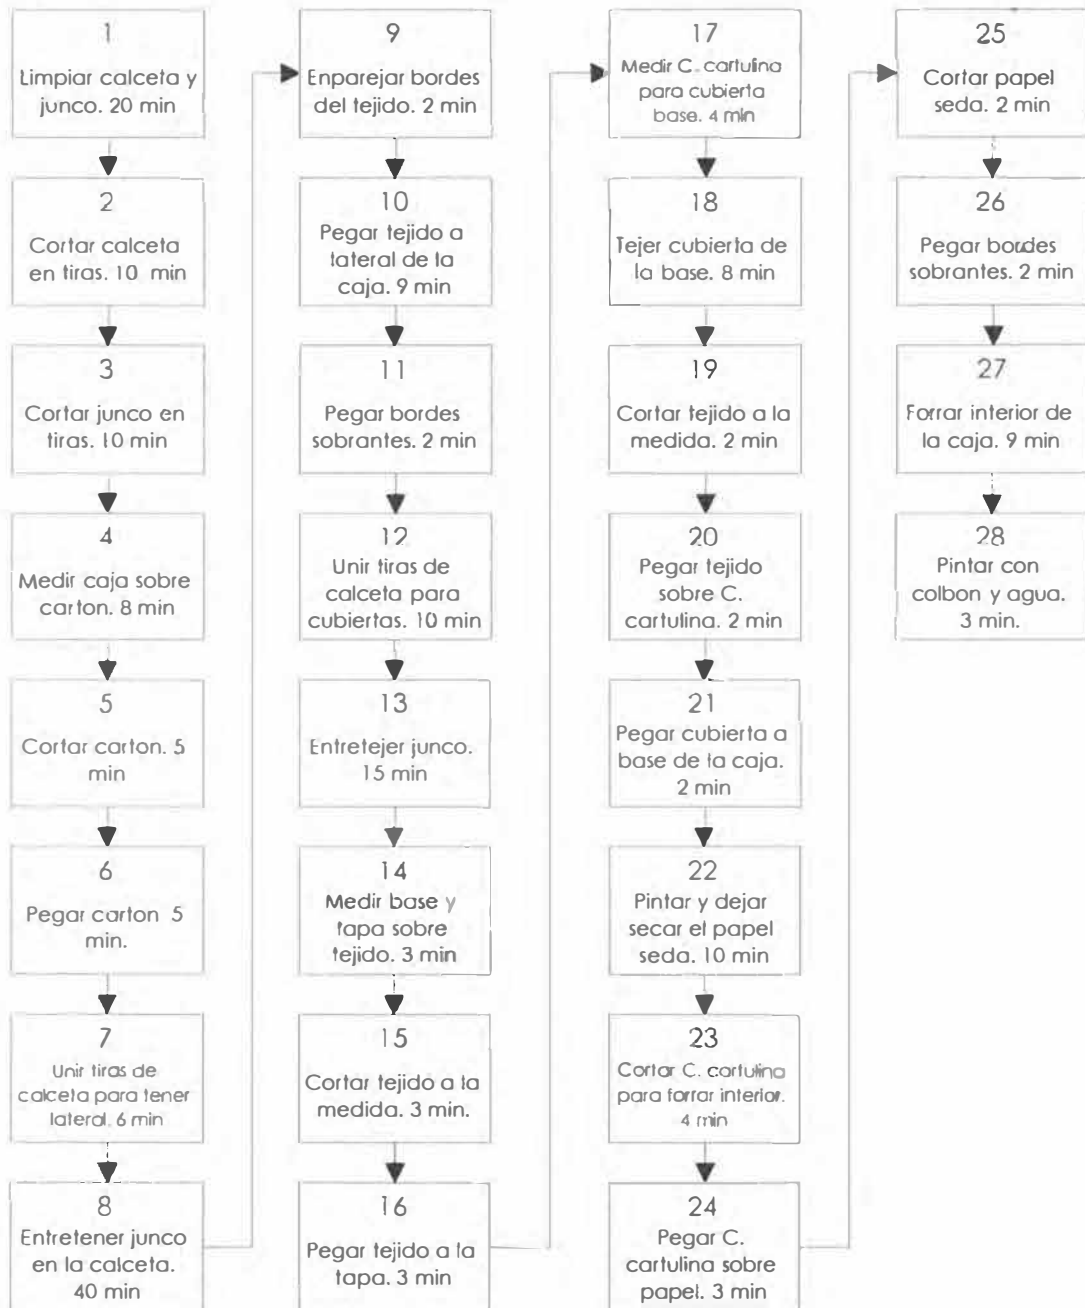 1
Limpiar calceta y
junco. 20 min
2
Cortar calceta
en tiras. 10 min
3
Cortar junco en
tiras. 10 min
4
Medir caja sobre
carton. 8 min
5
Cortar carton. 5
min
6
Pegar carton 5
min.
7
Unir tiras de
calceta para tener
lateral. 6 min
8
Entretener junco
en la calceta.
40 min
9
Enparejar bordes
del tejido. 2 min
10
Pegar tejido a
lateral de la
caja. 9 min
11
Pegar bordes
sobrantes. 2 min
12
Unir tiras de
calceta para
cubiertas. 10 min
13
Entretejer junco.
15 min
14
Medir base y
tapa sobre
tejido. 3 min
15
Cortar tejido a la
medida. 3 min.
16
Pegar tejido a la
tapa. 3 min
17
Medir C. cartulina
para cubierta
base. 4 min
18
Tejer cubierta de
la base. 8 min
19
Cortar tejido a la
medida. 2 min
20
Pegar tejido
sobre C.
cartulina. 2 min
21
Pegar cubierta a
base de la caja.
2 min
22
Pintar y dejar
secar el papel
seda. 10 min
23
Cortar C. cartulina
para forrar interior.
4 min
24
Pegar C.
cartulina sobre
papel. 3 min
25
Cortar papel
seda. 2 min
26
Pegar bordes
sobrantes. 2 min
27
Forrar interior de
la caja. 9 min
28
Pintar con
colbon y agua.
3 min.